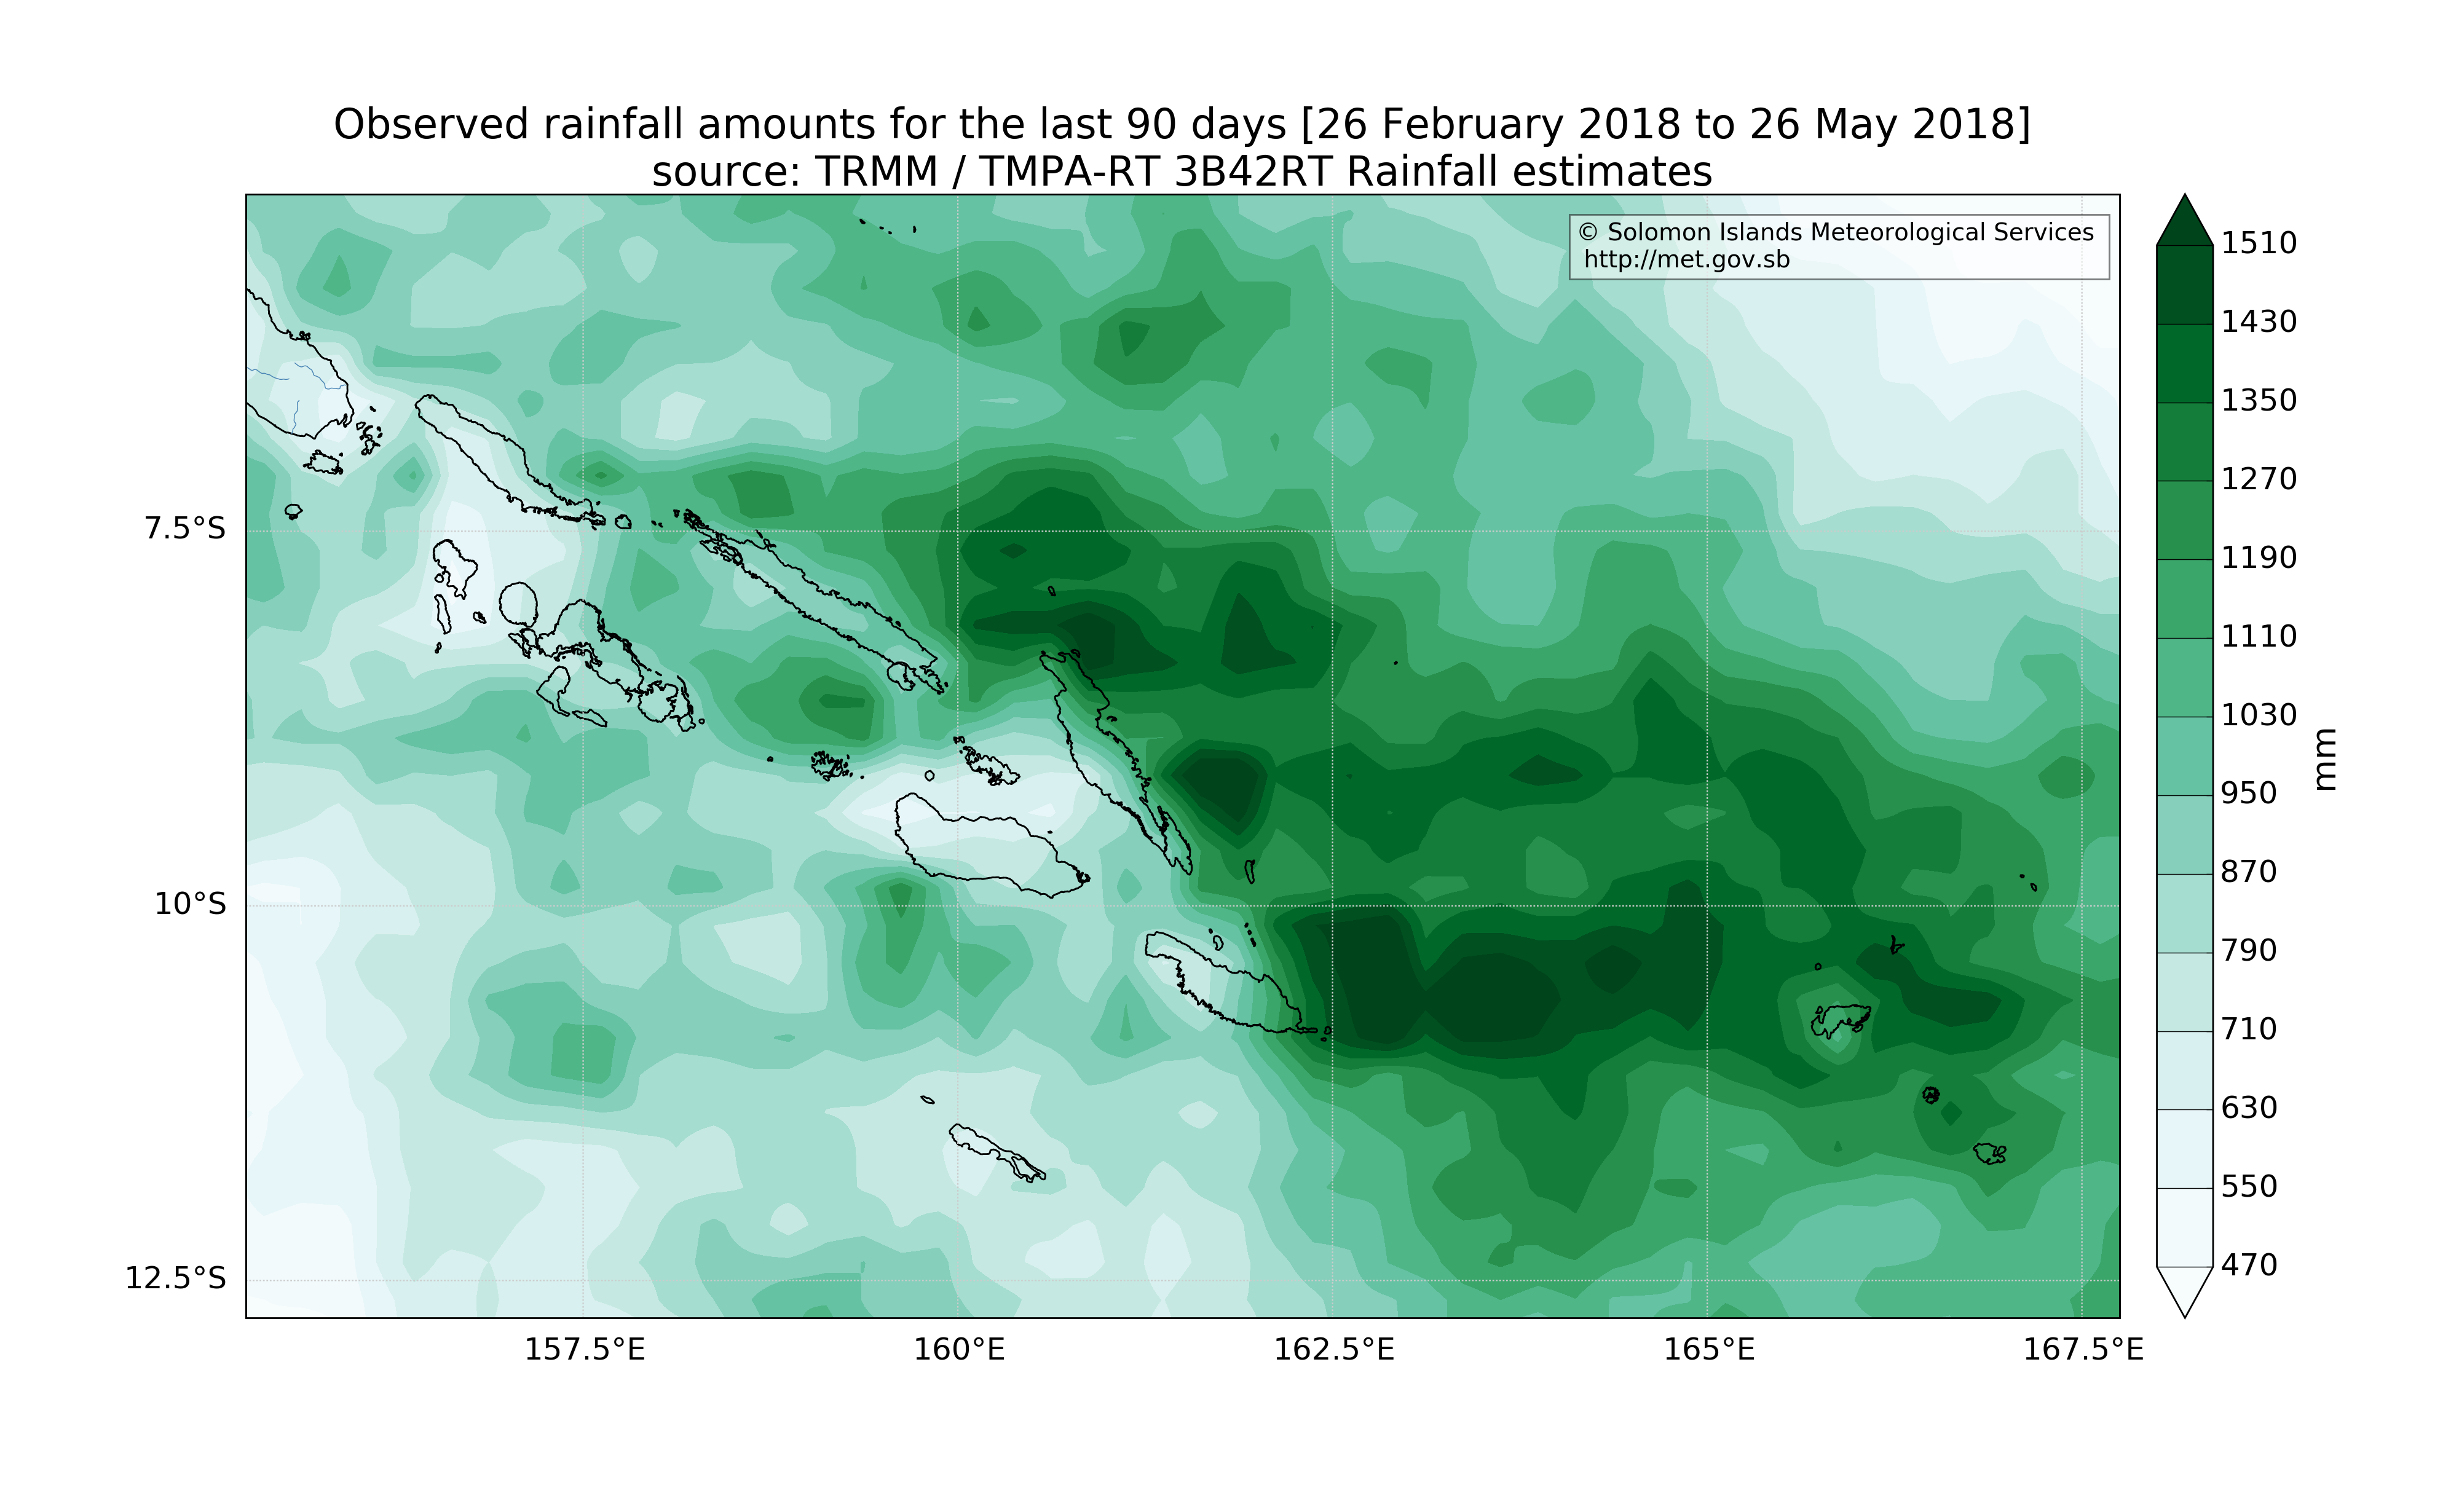 Observed rainfall amounts for the last 90 days [26 February 2018 to 26 May 2018]
source: TRMM / TMPA-RT 3B42RT Rainfall estimates
© Solomon Islands Meteorological Services
http://met.gov.sb
7.5°S
10°S
12.5°S
157.5°E
160°E
162.5°E
165°E
167.5°E
1510
1430
1350
1270
1190
1110
1030
950
870
790
710
630
550
470
mm